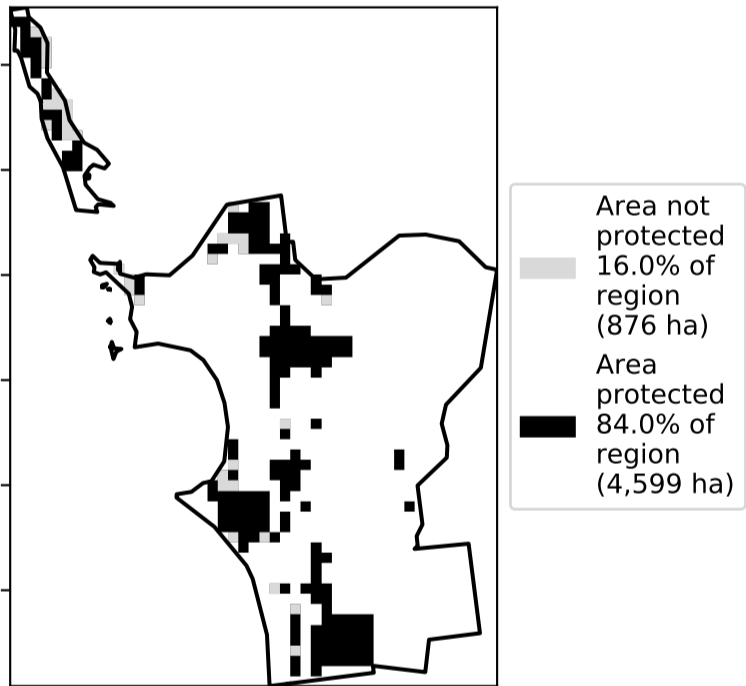 Area not
protected
16.0% of
region
(876 ha)
Area
protected
84.0% of
region
(4,599 ha)